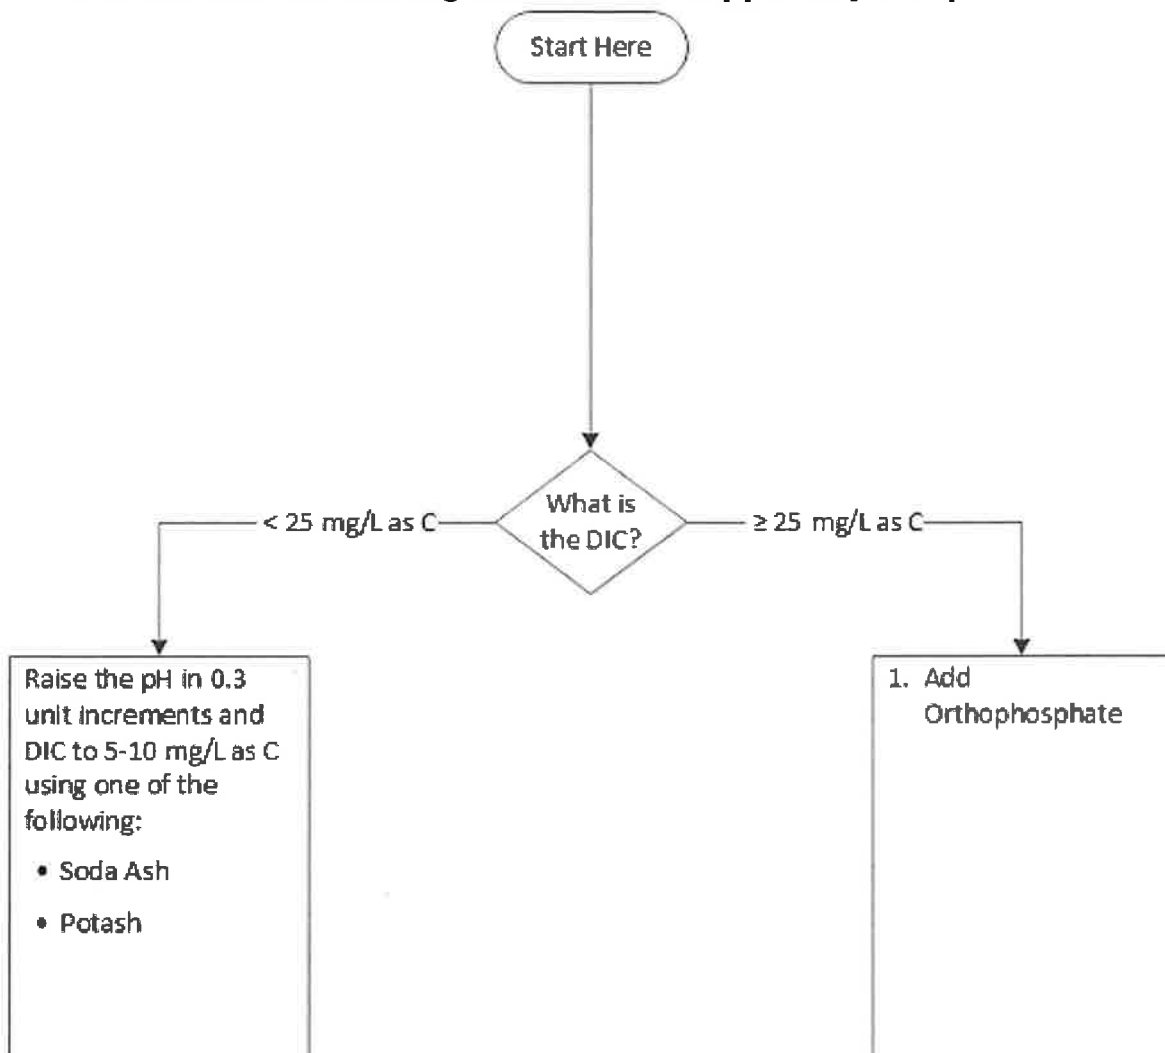 Start Here
What is
the DIC?
< 25 mg/L as C
≥ 25 mg/L as C
Raise the pH in 0.3
unit increments and
DIC to 5-10 mg/L as C
using one of the
following:
• Soda Ash
• Potash
1. Add
Orthophosphate